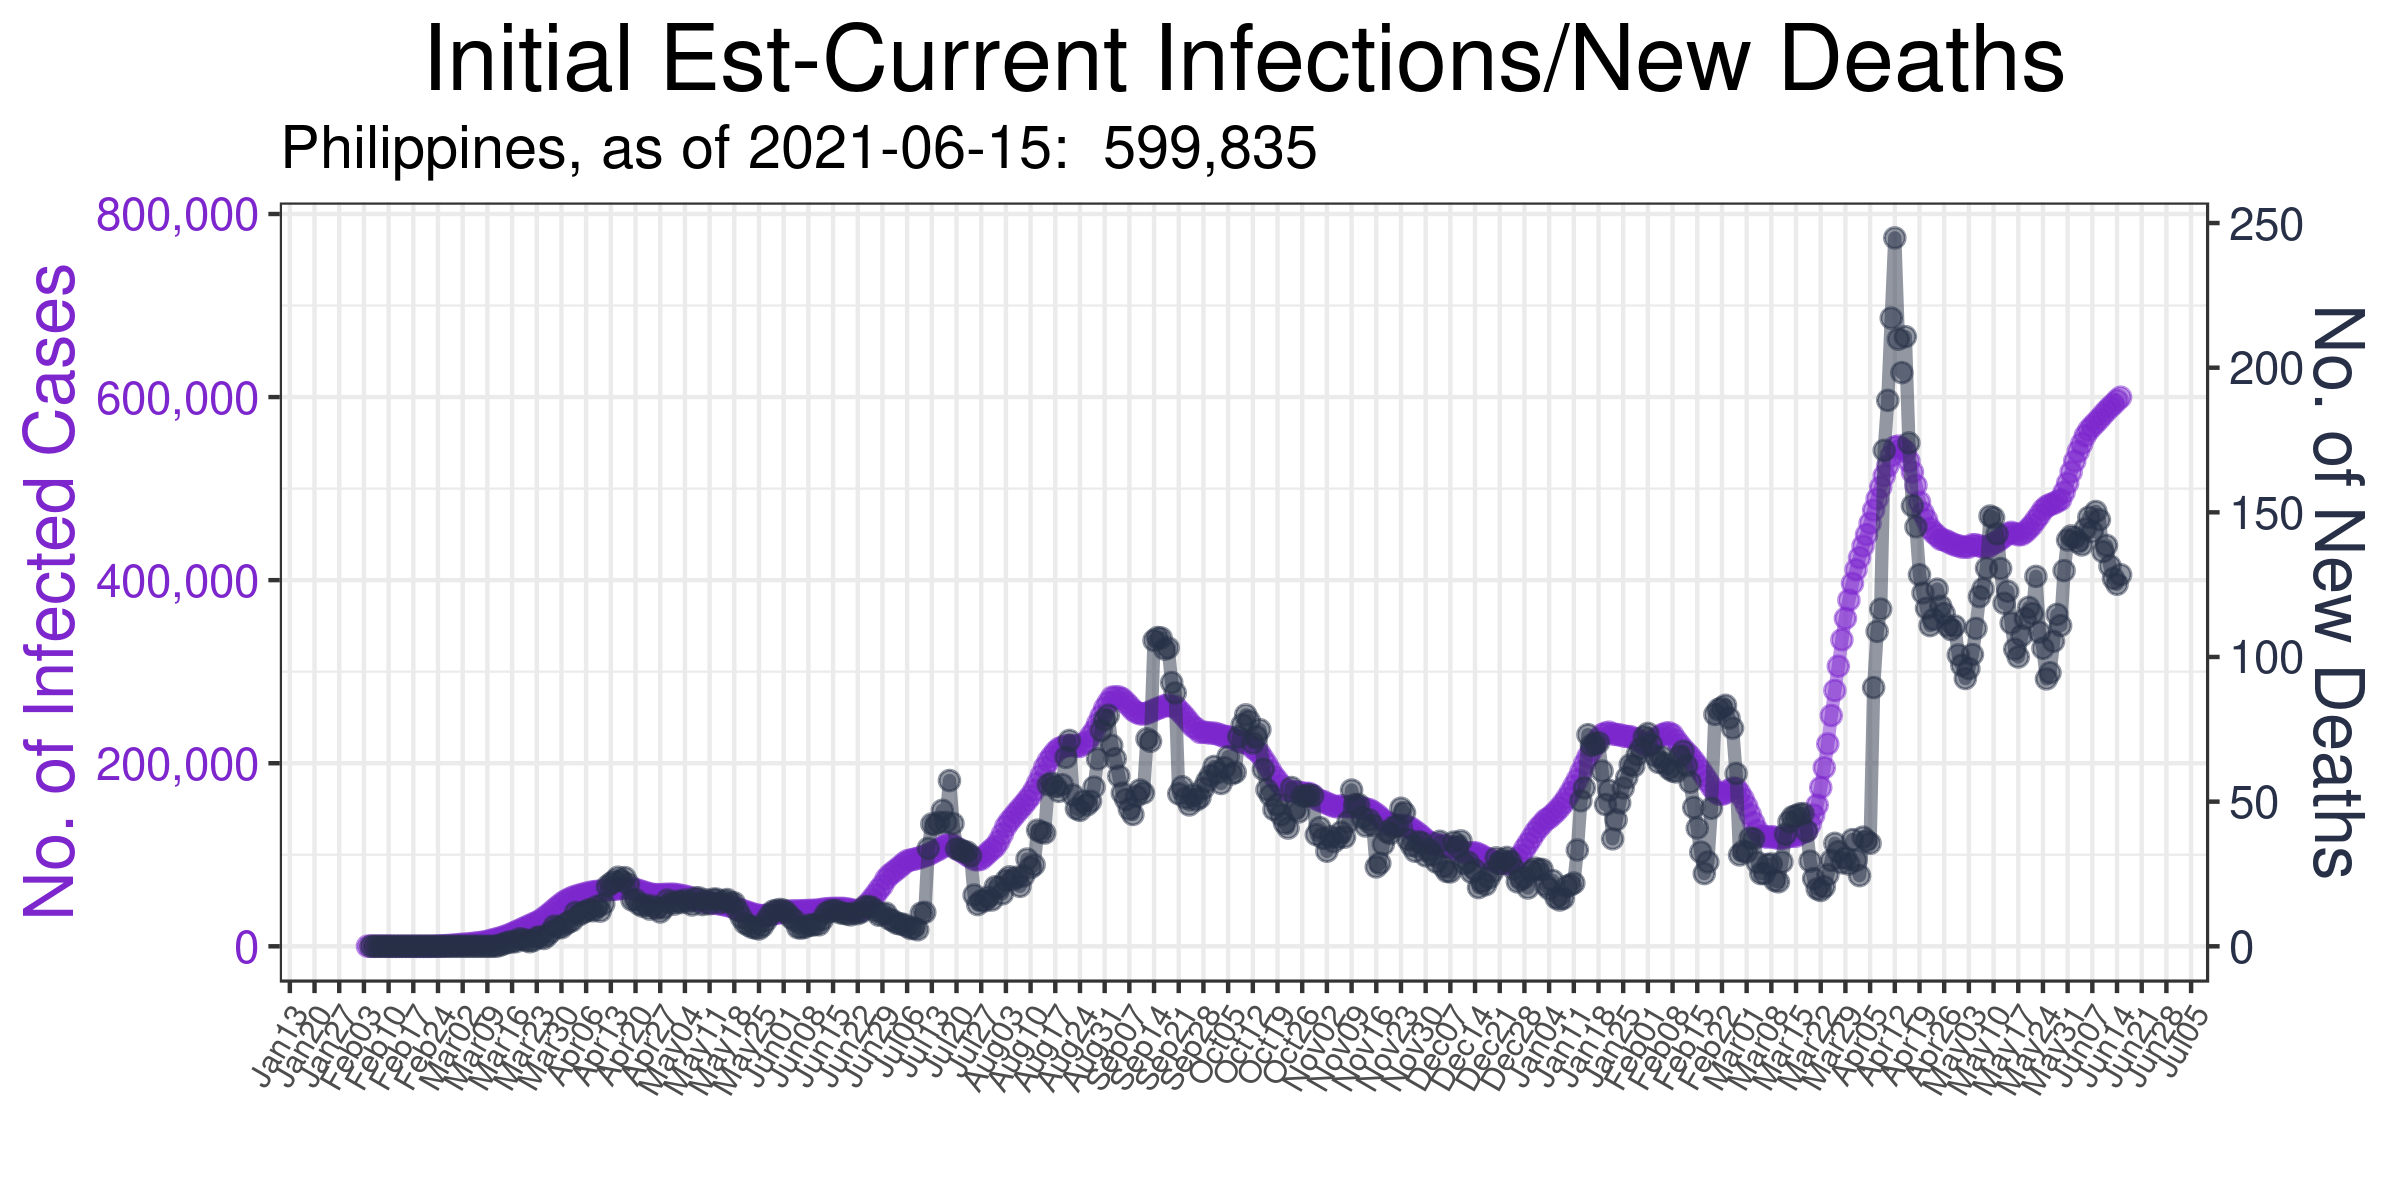 Initial Est-Current Infections/New Deaths
Philippines, as of 2021-06-15:  599,835
No. of Infected Cases
800,000
600,000
400,000
200,000
0
250
200
150
100
50
0
No. of New Deaths
Jan13
Jan20
Jan27
Feb03
Feb10
Feb17
Feb24
Mar02
Mar09
Mar16
Mar23
Mar30
Apr06
Apr13
Apr20
Apr27
May04
May11
May18
May25
Jun01
Jun08
Jun15
Jun22
Jun29
Jul06
Jul13
Jul20
Jul27
Aug03
Aug10
Aug17
Aug24
Aug31
Sep07
Sep14
Sep21
Sep28
Oct05
Oct12
Oct19
Oct26
Nov02
Nov09
Nov16
Nov23
Nov30
Dec07
Dec14
Dec21
Dec28
Jan04
Jan11
Jan18
Jan25
Feb01
Feb08
Feb15
Feb22
Mar01
Mar08
Mar15
Mar22
Mar29
Apr05
Apr12
Apr19
Apr26
May03
May10
May17
May24
May31
Jun07
Jun14
Jun21
Jun28
Jul05